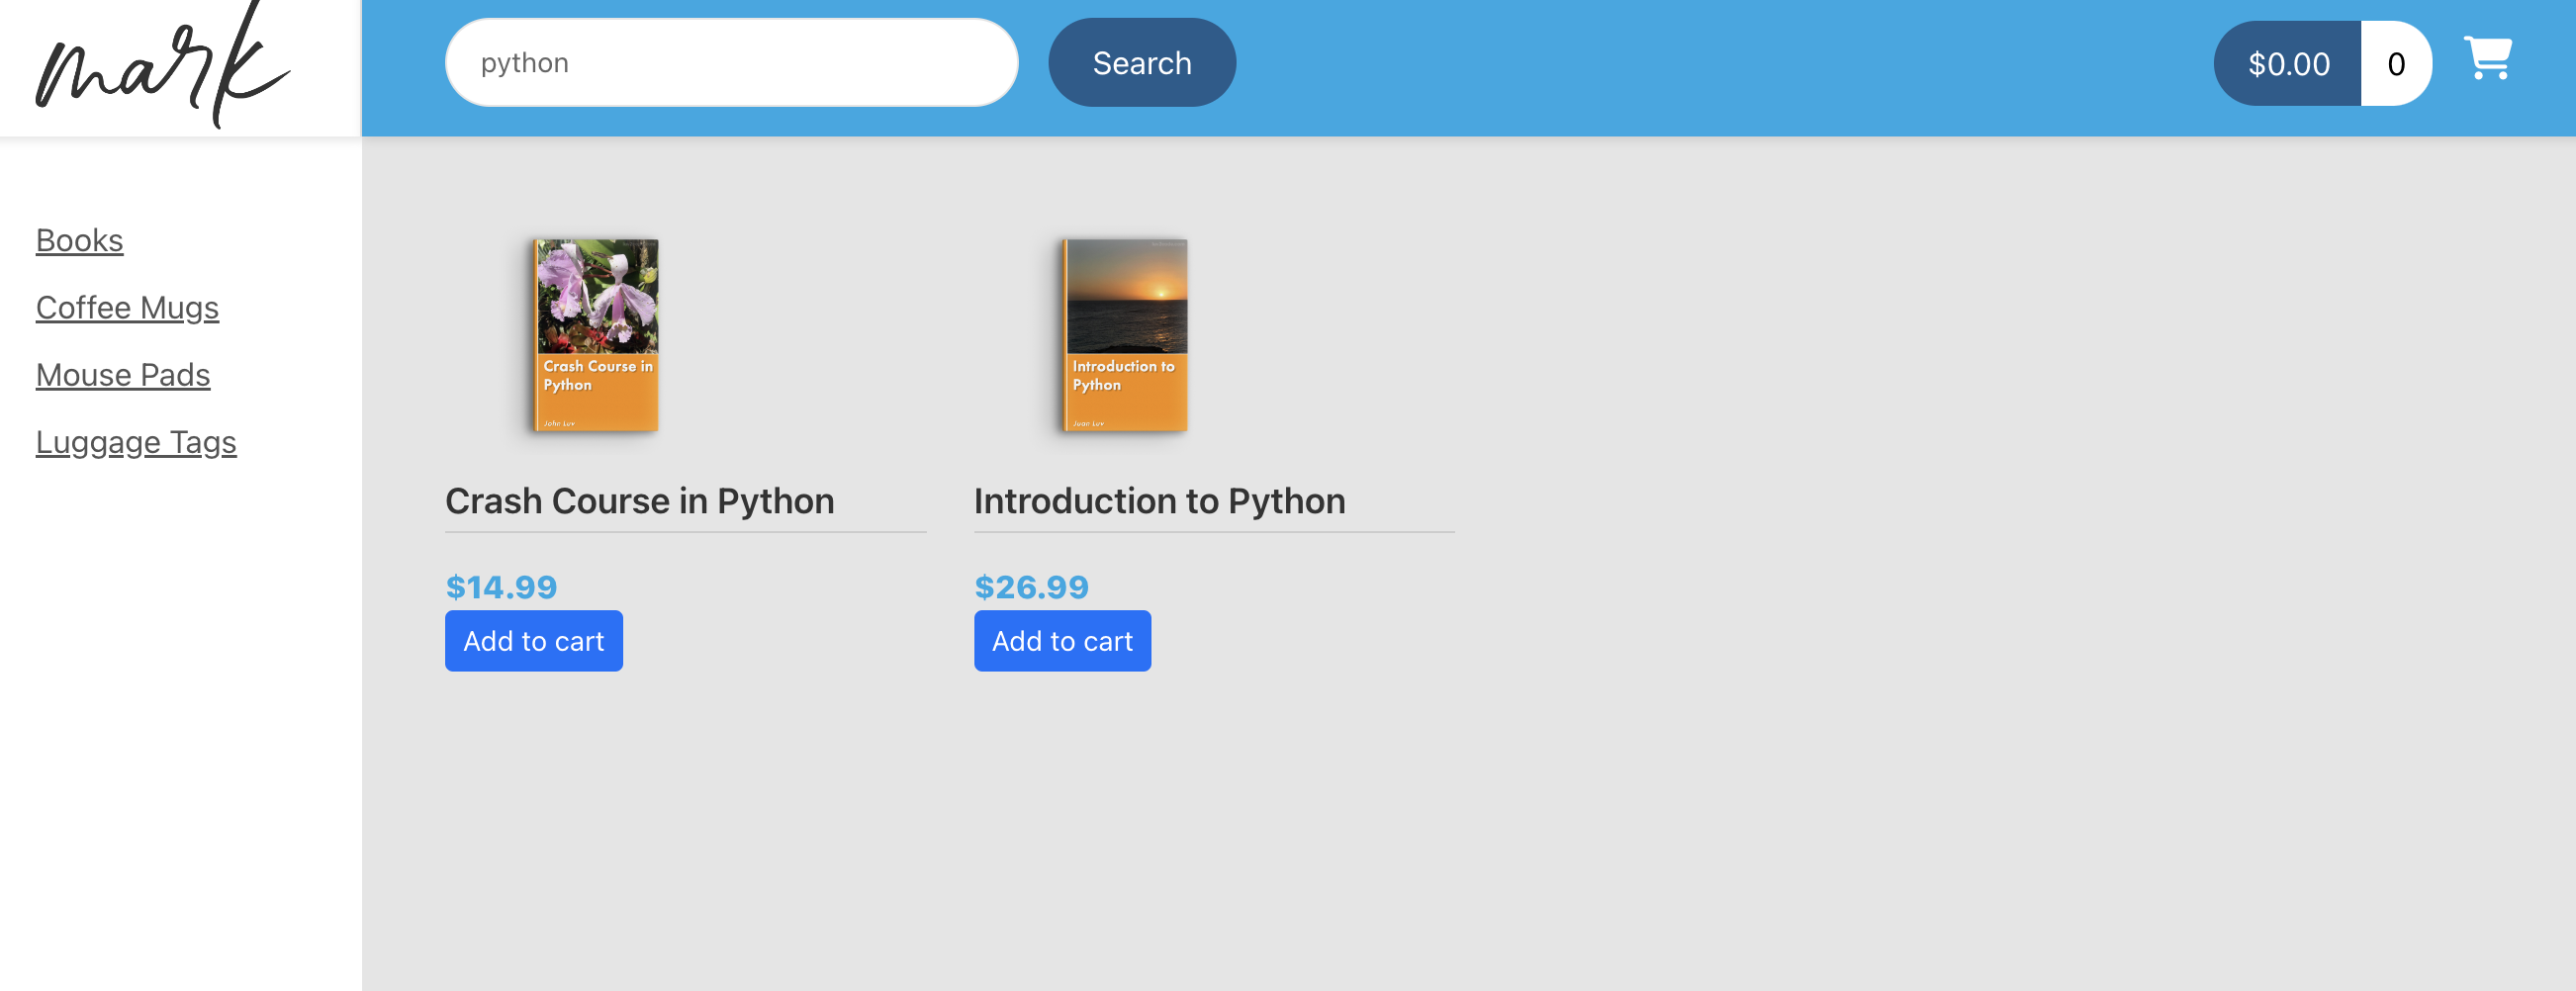 mark
python
Search
$0.00
0
Books
Coffee Mugs
Mouse Pads
Luggage Tags
Crash Course in
Python
John Luv
Introduction to
Python
Juan Luv
Crash Course in Python
Introduction to Python
$14.99
$26.99
Add to cart
Add to cart